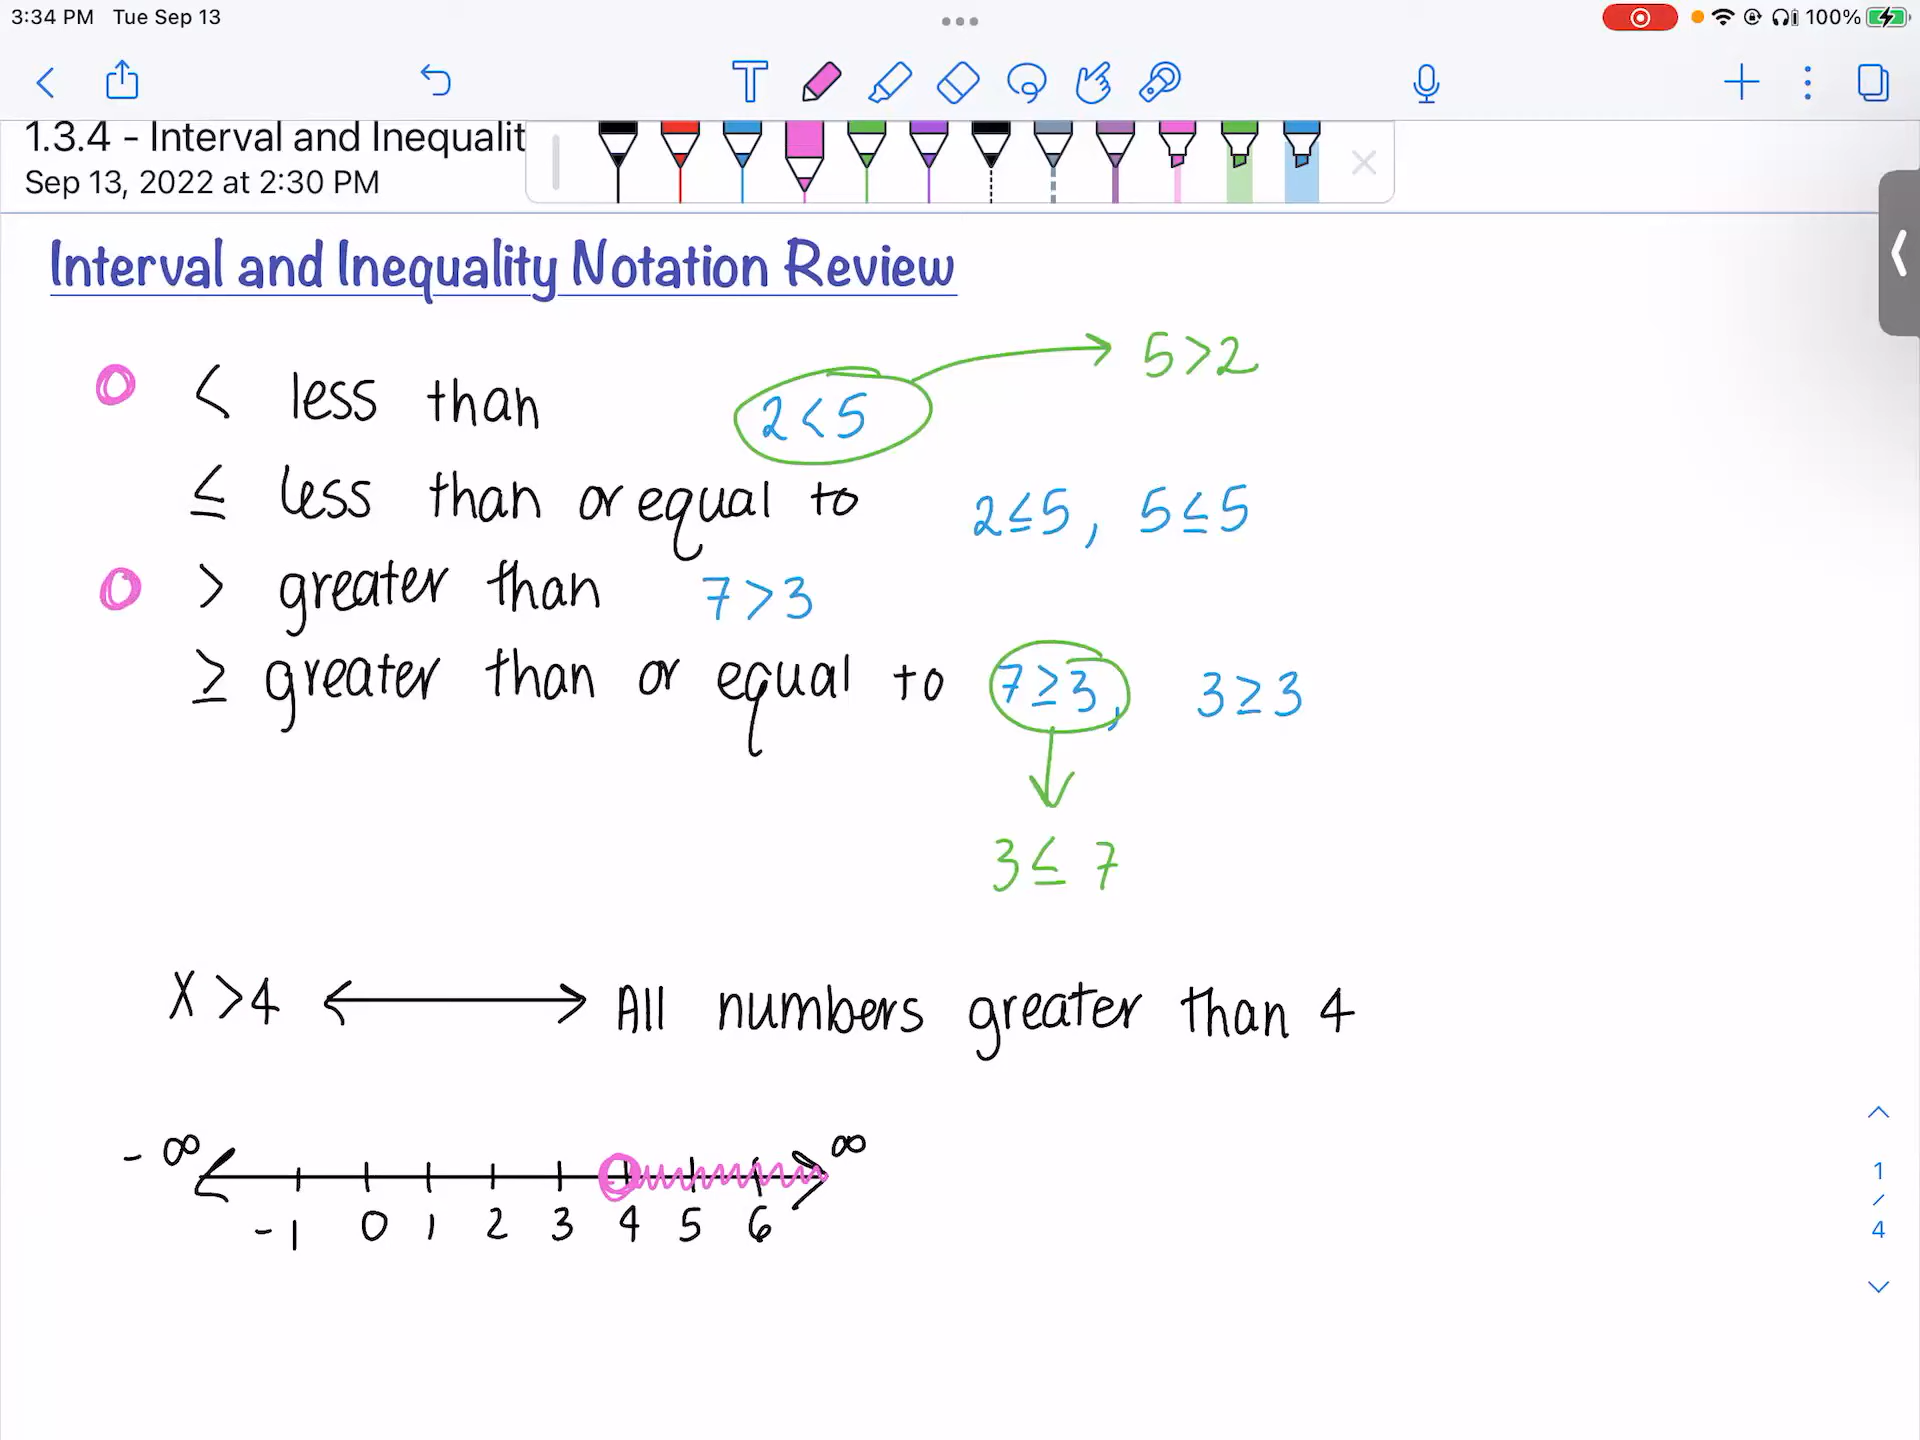 3:34 PM Tue Sep 13
100%
1.3.4 - Interval and Inequalit
Sep 13, 2022 at 2:30 PM
Interval and Inequality Notation Review
< less than 2<5 5>2
≤ less than or equal to 2≤5, 5≤5
> greater than 7>3
≥ greater than or equal to 7≥3, 3≥3
3≤7
X>4 All numbers greater than 4
-∞ ∞
-1 0 1 2 3 4 5 6
1
/
4